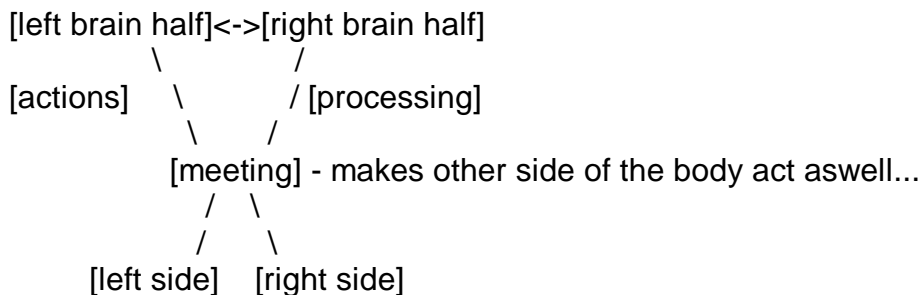 [left brain half]<->[right brain half]
\ /
[actions] \ / [processing]
\ /
[meeting] - makes other side of the body act aswell...
/ \
/ \
[left side] [right side]